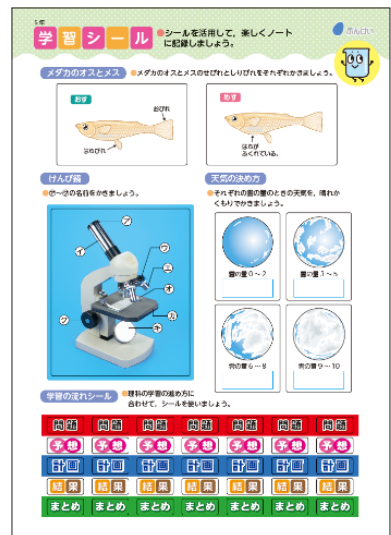 5年
学習シール
●シールを活用して，楽しくノート
に記録しましょう。
ぶんけい
メダカのオスとメス
●メダカのオスとメスのせびれとしりびれをそれぞれかきましょう。
おす
おびれ
はらびれ
めす
はらが
ふくれている。
けんび鏡
●㋐〜㋗の名前をかきましょう。
㋐
㋑
㋒
㋓
㋔
㋕
㋖
㋗
天気の決め方
●それぞれの雲の量のときの天気を，晴れか
くもりでかきましょう。
雲の量0～2
雲の量3～5
雲の量6～8
雲の量9～10
学習の流れシール
●理科の学習の進め方に
合わせて，シールを使いましょう。
問題 問題 問題 問題 問題 問題 問題
予想 予想 予想 予想 予想 予想 予想
計画 計画 計画 計画 計画 計画 計画
結果 結果 結果 結果 結果 結果 結果
まとめ まとめ まとめ まとめ まとめ まとめ まとめ